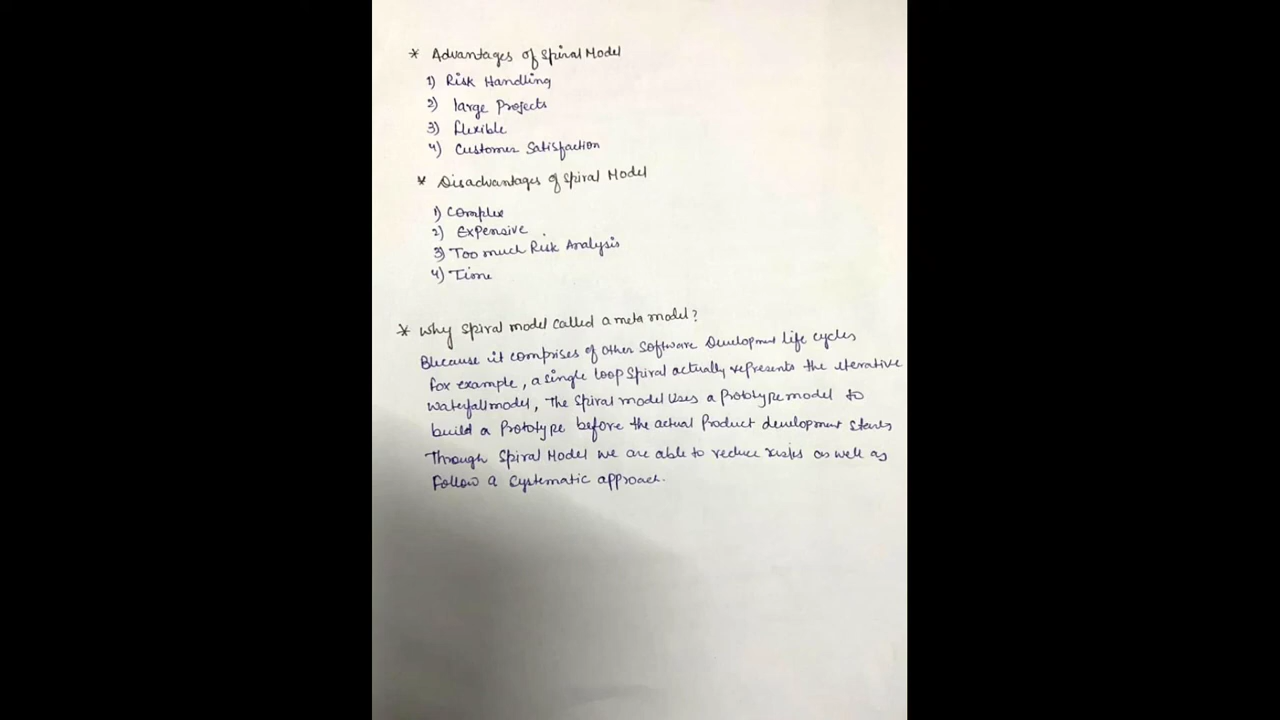 * Advantages of Spiral Model
1) Risk Handling
2) large Projects
3) flexible
4) Customer Satisfaction
* Disadvantages of Spiral Model
1) Complex
2) Expensive
3) Too much Risk Analysis
4) Time
* Why spiral model called a meta model?
Because it comprises of other software Development life cycles
for example, a single loop spiral actually represents the iterative
waterfall model, The spiral model uses a Prototype model to
build a Prototype before the actual Product development starts
Through Spiral Model we are able to reduce risks as well as
Follow a Systematic approach.